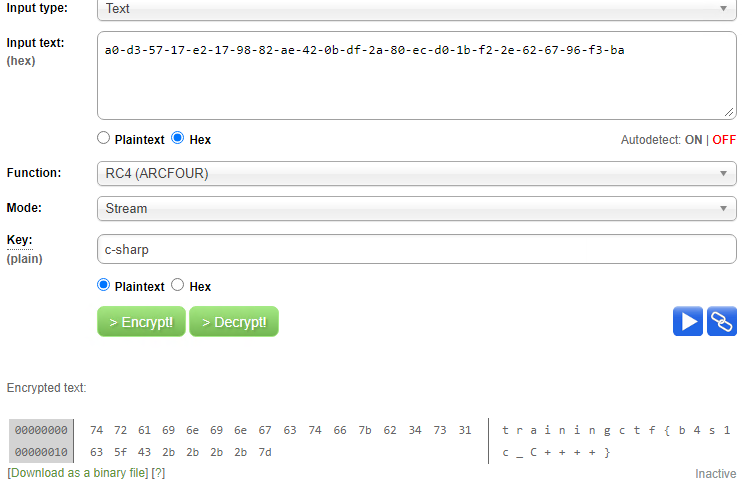 Input type:
Text
Input text:
(hex)
a0-d3-57-17-e2-17-98-82-ae-42-0b-df-2a-80-ec-d0-1b-f2-2e-62-67-96-f3-ba
Plaintext Hex
Autodetect: ON | OFF
Function:
RC4 (ARCFOUR)
Mode:
Stream
Key:
(plain)
c-sharp
Plaintext Hex
> Encrypt! > Decrypt!
Encrypted text:
00000000 74 72 61 69 6e 69 6e 67 63 74 66 7b 62 34 73 31 t r a i n i n g c t f { b 4 s 1
00000010 63 5f 43 2b 2b 2b 2b 7d c _ C + + + + }
[Download as a binary file] [?]
Inactive